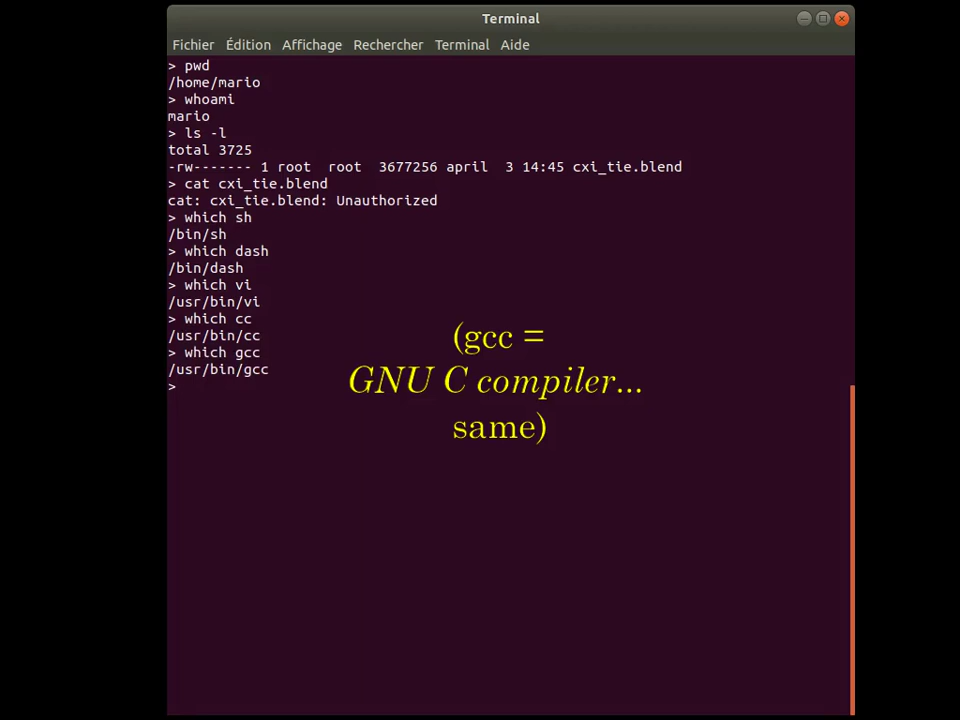 Terminal
Fichier Édition Affichage Rechercher Terminal Aide
> pwd
/home/mario
> whoami
mario
> ls -l
total 3725
-rw------- 1 root  root  3677256 april  3 14:45 cxi_tie.blend
> cat cxi_tie.blend
cat: cxi_tie.blend: Unauthorized
> which sh
/bin/sh
> which dash
/bin/dash
> which vi
/usr/bin/vi
> which cc
/usr/bin/cc
> which gcc
/usr/bin/gcc
>
(gcc =
GNU C compiler...
same)